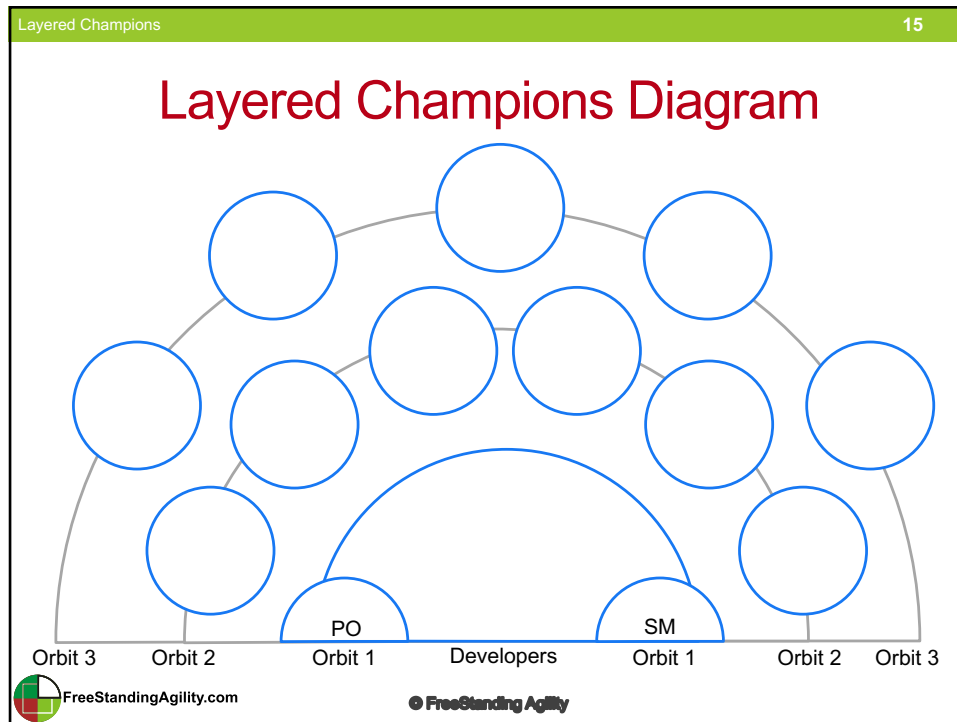 Layered Champions 15
Layered Champions Diagram
PO SM
Orbit 3 Orbit 2 Orbit 1 Developers Orbit 1 Orbit 2 Orbit 3
FreeStandingAgility.com © FreeStanding Agility